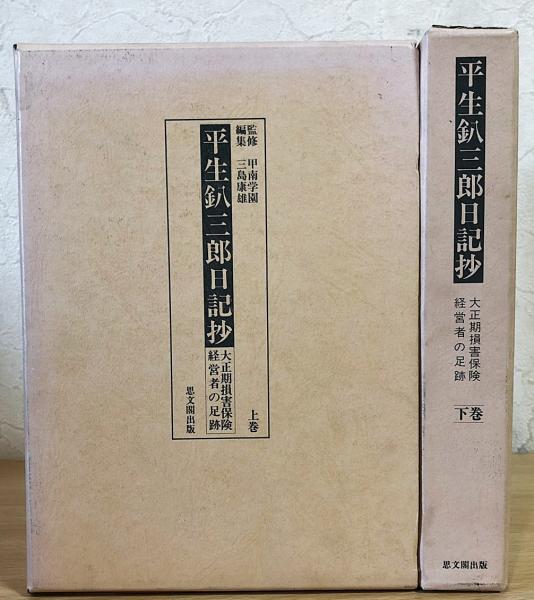 監修 甲南学園
編集 三島康雄
平生釟三郎日記抄
大正期損害保険
経営者の足跡
上巻
思文閣出版
平生釟三郎日記抄
大正期損害保険
経営者の足跡
下巻
思文閣出版